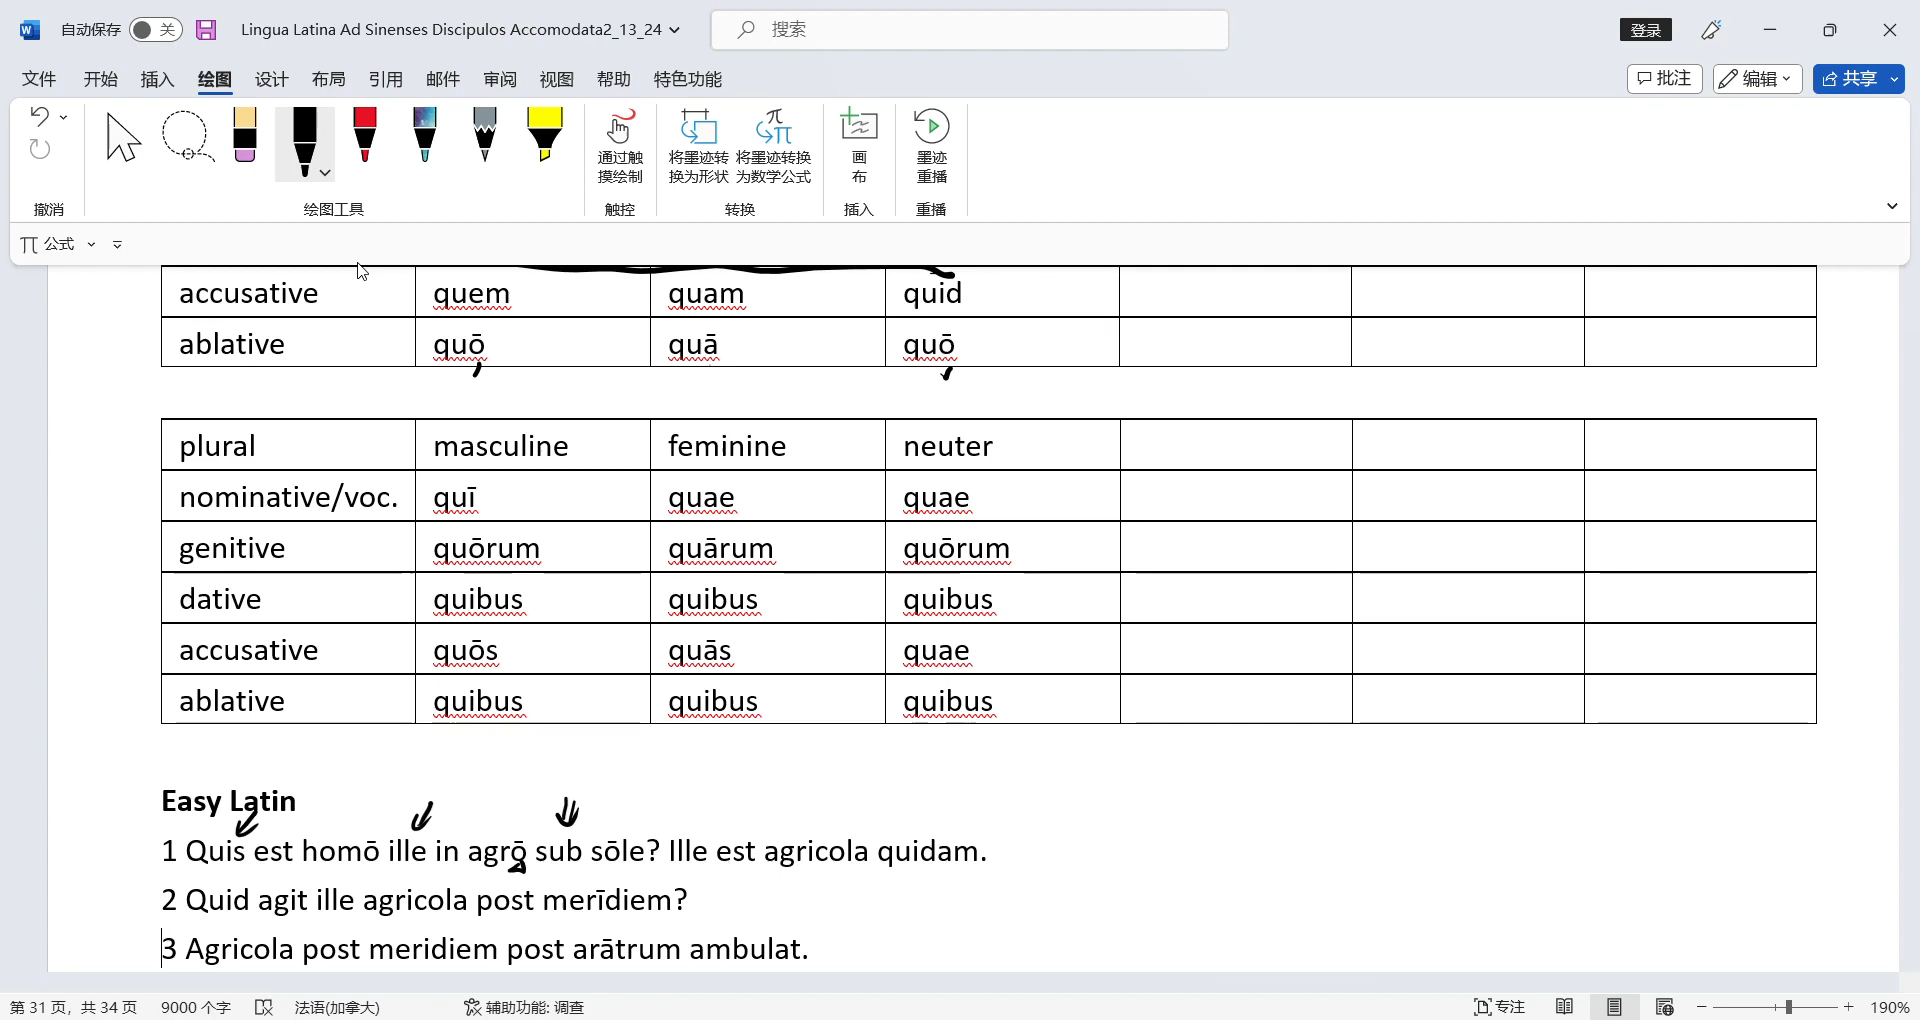 自动保存 关 Lingua Latina Ad Sinenses Discipulos Accomodata2_13_24 搜索 登录
文件 开始 插入 绘图 设计 布局 引用 邮件 审阅 视图 帮助 特色功能 批注 编辑 共享
通过触摸绘制 将墨迹转换为形状 将墨迹转换为数学公式 画布 墨迹重播
撤消 绘图工具 触控 转换 插入 重播
公式
accusative quem quam quid
ablative quō quā quō
plural masculine feminine neuter
nominative/voc. quī quae quae
genitive quōrum quārum quōrum
dative quibus quibus quibus
accusative quōs quās quae
ablative quibus quibus quibus
Easy Latin
1 Quis est homō ille in agrō sub sōle? Ille est agricola quidam.
2 Quid agit ille agricola post merīdiem?
3 Agricola post meridiem post arātrum ambulat.
第 31 页，共 34 页 9000 个字 法语(加拿大) 辅助功能: 调查 专注 190%